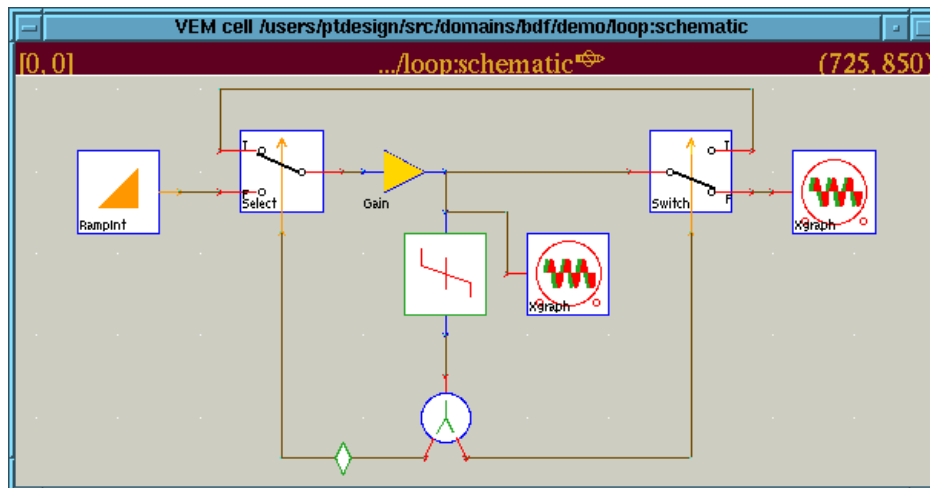 VEM cell /users/ptdesign/src/domains/bdf/demo/loop:schematic
[0, 0] .../loop:schematic (725, 850)
T T
F F
RampInt Select Gain Switch Xgraph
Xgraph